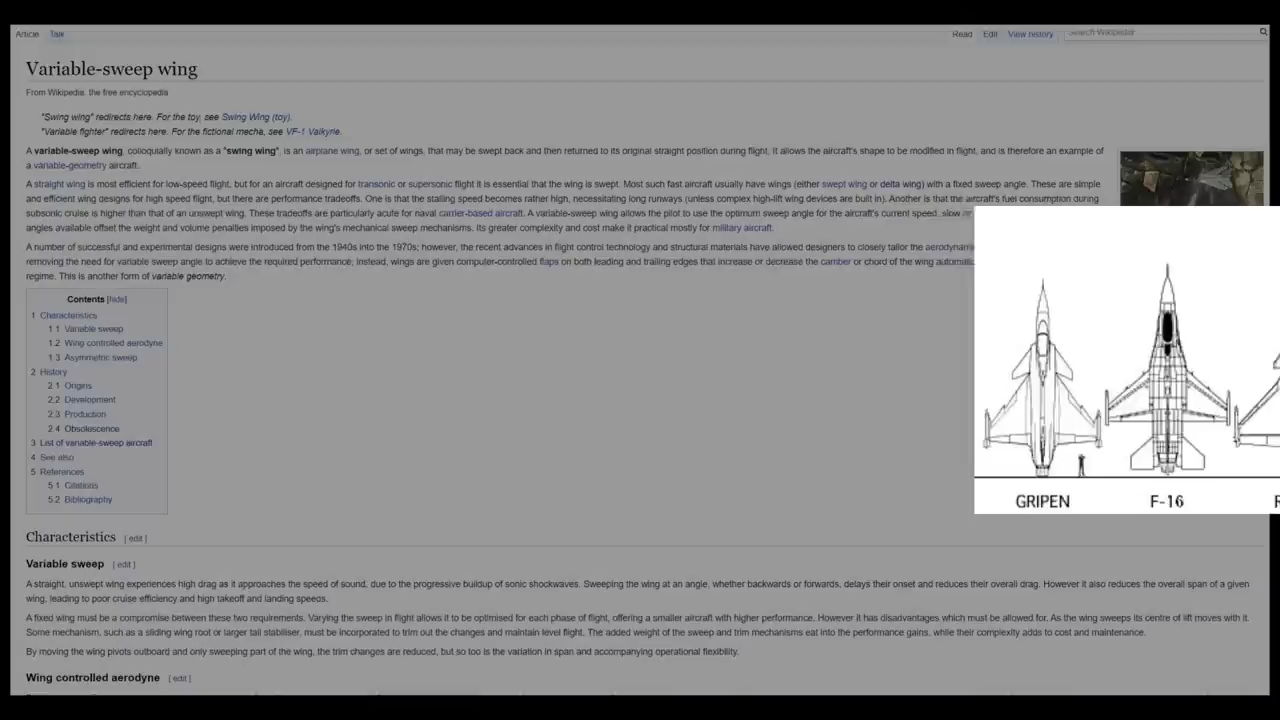 Article Talk Read Edit View history Search Wikipedia
Variable-sweep wing
From Wikipedia, the free encyclopedia
"Swing wing" redirects here. For the toy, see Swing Wing (toy).
"Variable fighter" redirects here. For the fictional mecha, see VF-1 Valkyrie.
A variable-sweep wing, colloquially known as a "swing wing", is an airplane wing, or set of wings, that may be swept back and then returned to its original straight position during flight. It allows the aircraft's shape to be modified in flight, and is therefore an example of
a variable-geometry aircraft.
A straight wing is most efficient for low-speed flight, but for an aircraft designed for transonic or supersonic flight it is essential that the wing is swept. Most such fast aircraft usually have wings (either swept wing or delta wing) with a fixed sweep angle. These are simple
and efficient wing designs for high speed flight, but there are performance tradeoffs. One is that the stalling speed becomes rather high, necessitating long runways (unless complex high-lift wing devices are built in). Another is that the aircraft's fuel consumption during
subsonic cruise is higher than that of an unswept wing. These tradeoffs are particularly acute for naval carrier-based aircraft. A variable-sweep wing allows the pilot to use the optimum sweep angle for the aircraft's current speed, slow or
angles available offset the weight and volume penalties imposed by the wing's mechanical sweep mechanisms. Its greater complexity and cost make it practical mostly for military aircraft.
A number of successful and experimental designs were introduced from the 1940s into the 1970s; however, the recent advances in flight control technology and structural materials have allowed designers to closely tailor the aerodynamic
removing the need for variable sweep angle to achieve the required performance; instead, wings are given computer-controlled flaps on both leading and trailing edges that increase or decrease the camber or chord of the wing automatic
regime. This is another form of variable geometry.
Contents [hide]
1 Characteristics
1.1 Variable sweep
1.2 Wing controlled aerodyne
1.3 Asymmetric sweep
2 History
2.1 Origins
2.2 Development
2.3 Production
2.4 Obsolescence
3 List of variable-sweep aircraft
4 See also
5 References
5.1 Citations
5.2 Bibliography
GRIPEN F-16 R
Characteristics [ edit ]
Variable sweep [ edit ]
A straight, unswept wing experiences high drag as it approaches the speed of sound, due to the progressive buildup of sonic shockwaves. Sweeping the wing at an angle, whether backwards or forwards, delays their onset and reduces their overall drag. However it also reduces the overall span of a given
wing, leading to poor cruise efficiency and high takeoff and landing speeds.
A fixed wing must be a compromise between these two requirements. Varying the sweep in flight allows it to be optimised for each phase of flight, offering a smaller aircraft with higher performance. However it has disadvantages which must be allowed for. As the wing sweeps its centre of lift moves with it.
Some mechanism, such as a sliding wing root or larger tail stabiliser, must be incorporated to trim out the changes and maintain level flight. The added weight of the sweep and trim mechanisms eat into the performance gains, while their complexity adds to cost and maintenance.
By moving the wing pivots outboard and only sweeping part of the wing, the trim changes are reduced, but so too is the variation in span and accompanying operational flexibility.
Wing controlled aerodyne [ edit ]